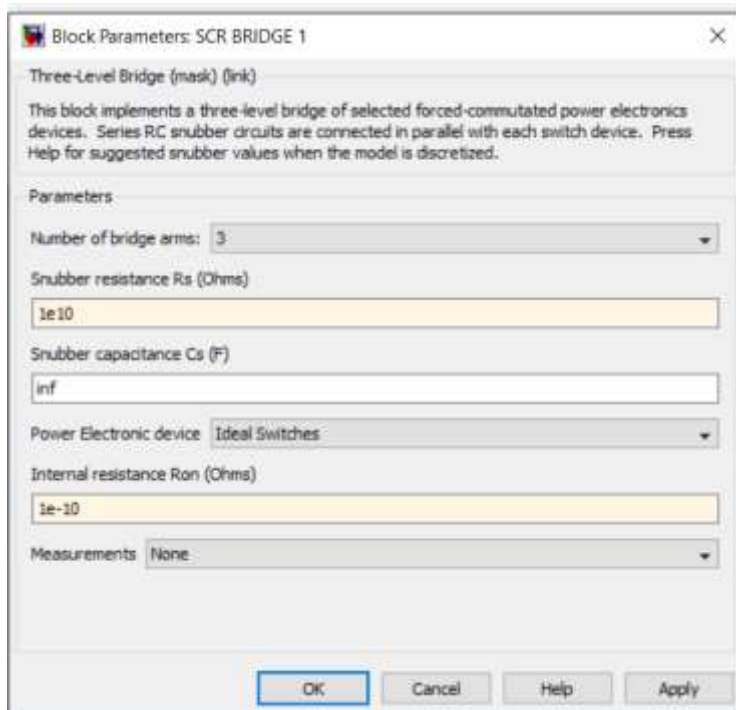 Block Parameters: SCR BRIDGE 1
Three-Level Bridge (mask) (link)
This block implements a three-level bridge of selected forced-commutated power electronics
devices. Series RC snubber circuits are connected in parallel with each switch device. Press
Help for suggested snubber values when the model is discretized.
Parameters
Number of bridge arms: 3
Snubber resistance Rs (Ohms)
1e10
Snubber capacitance Cs (F)
inf
Power Electronic device Ideal Switches
Internal resistance Ron (Ohms)
1e-10
Measurements None
OK Cancel Help Apply